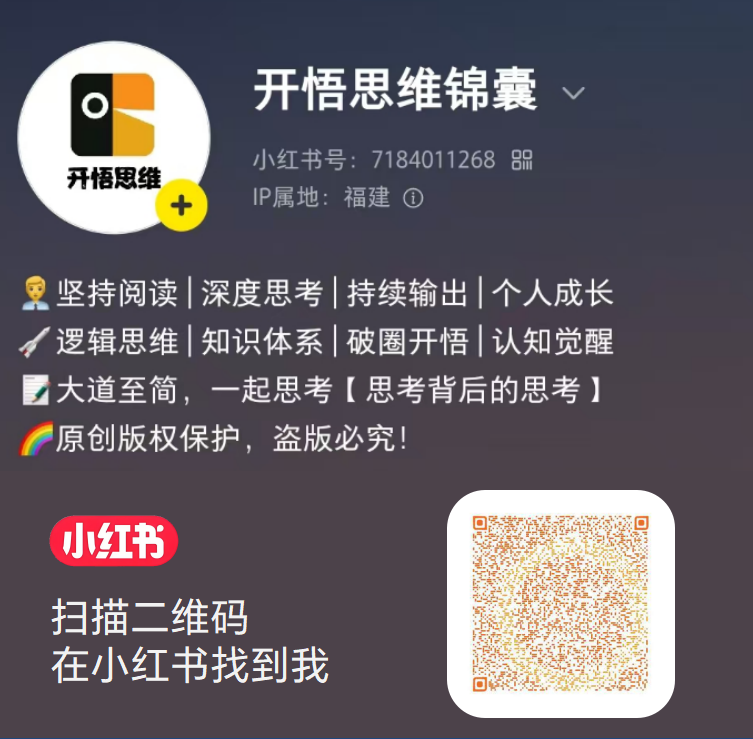 开悟思维锦囊
小红书号：7184011268
IP属地：福建
开悟思维
坚持阅读|深度思考|持续输出|个人成长
逻辑思维|知识体系|破圈开悟|认知觉醒
大道至简，一起思考【思考背后的思考】
原创版权保护，盗版必究！
小红书
扫描二维码
在小红书找到我